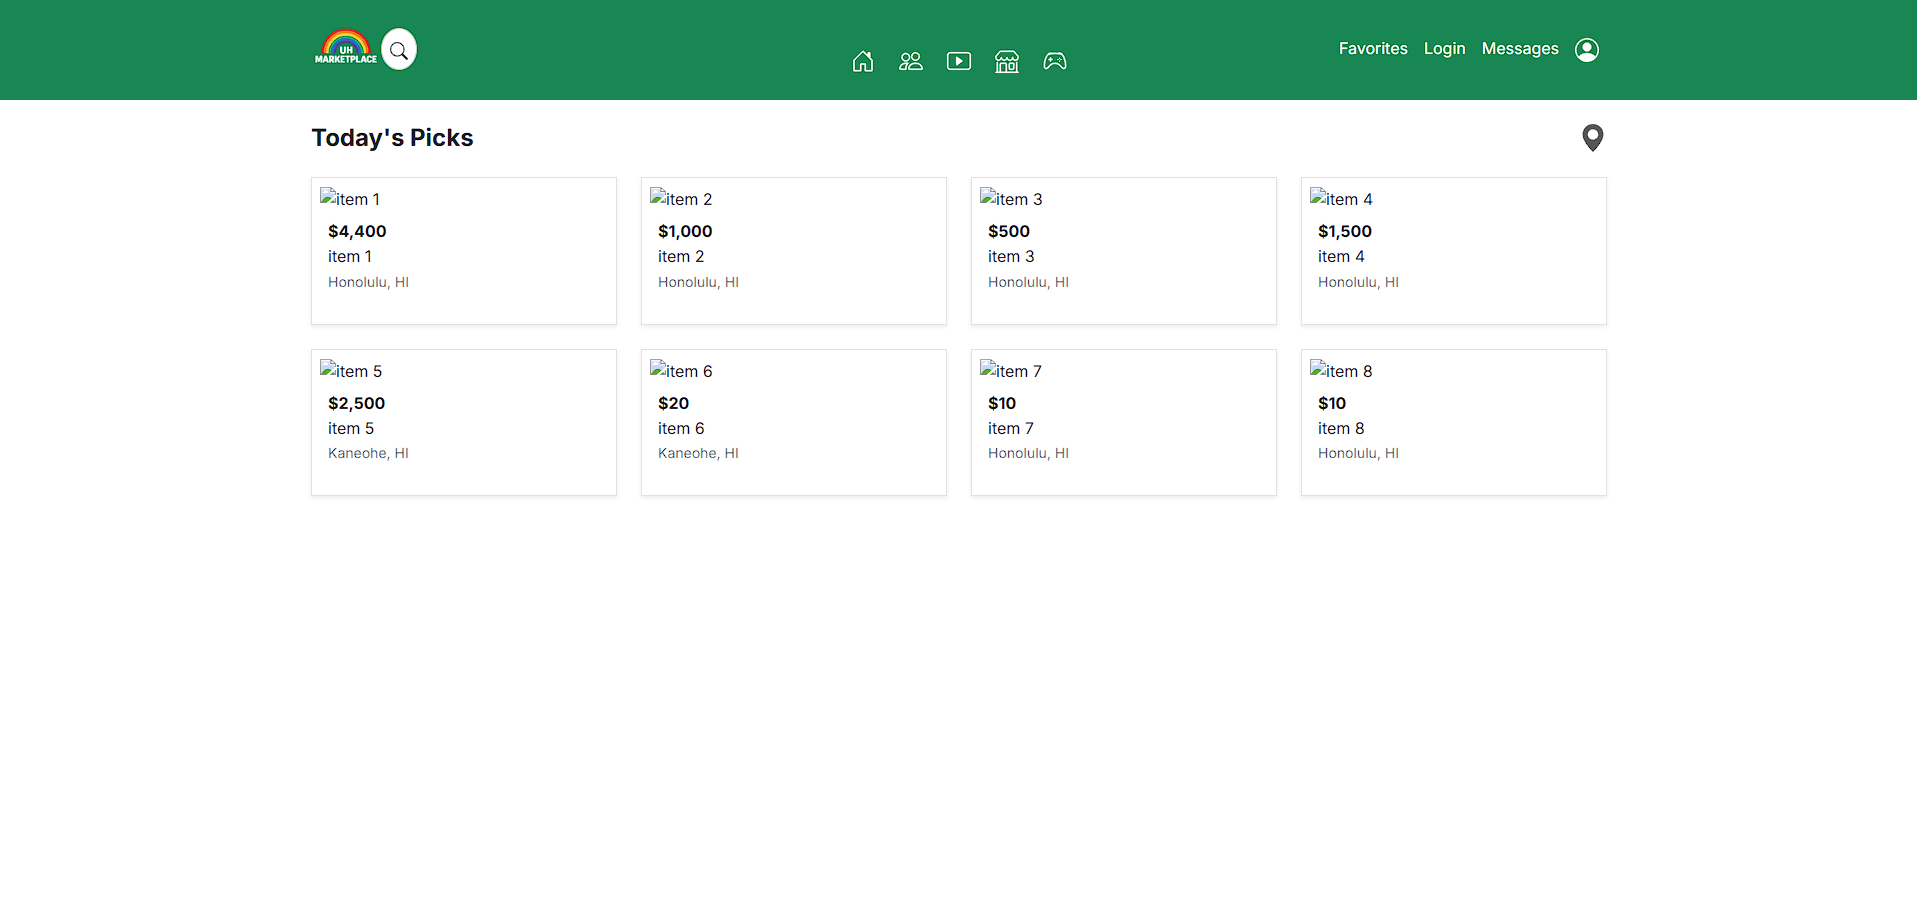 UH
MARKETPLACE
Favorites Login Messages
Today's Picks
item 1
$4,400
item 1
Honolulu, HI
item 2
$1,000
item 2
Honolulu, HI
item 3
$500
item 3
Honolulu, HI
item 4
$1,500
item 4
Honolulu, HI
item 5
$2,500
item 5
Kaneohe, HI
item 6
$20
item 6
Kaneohe, HI
item 7
$10
item 7
Honolulu, HI
item 8
$10
item 8
Honolulu, HI